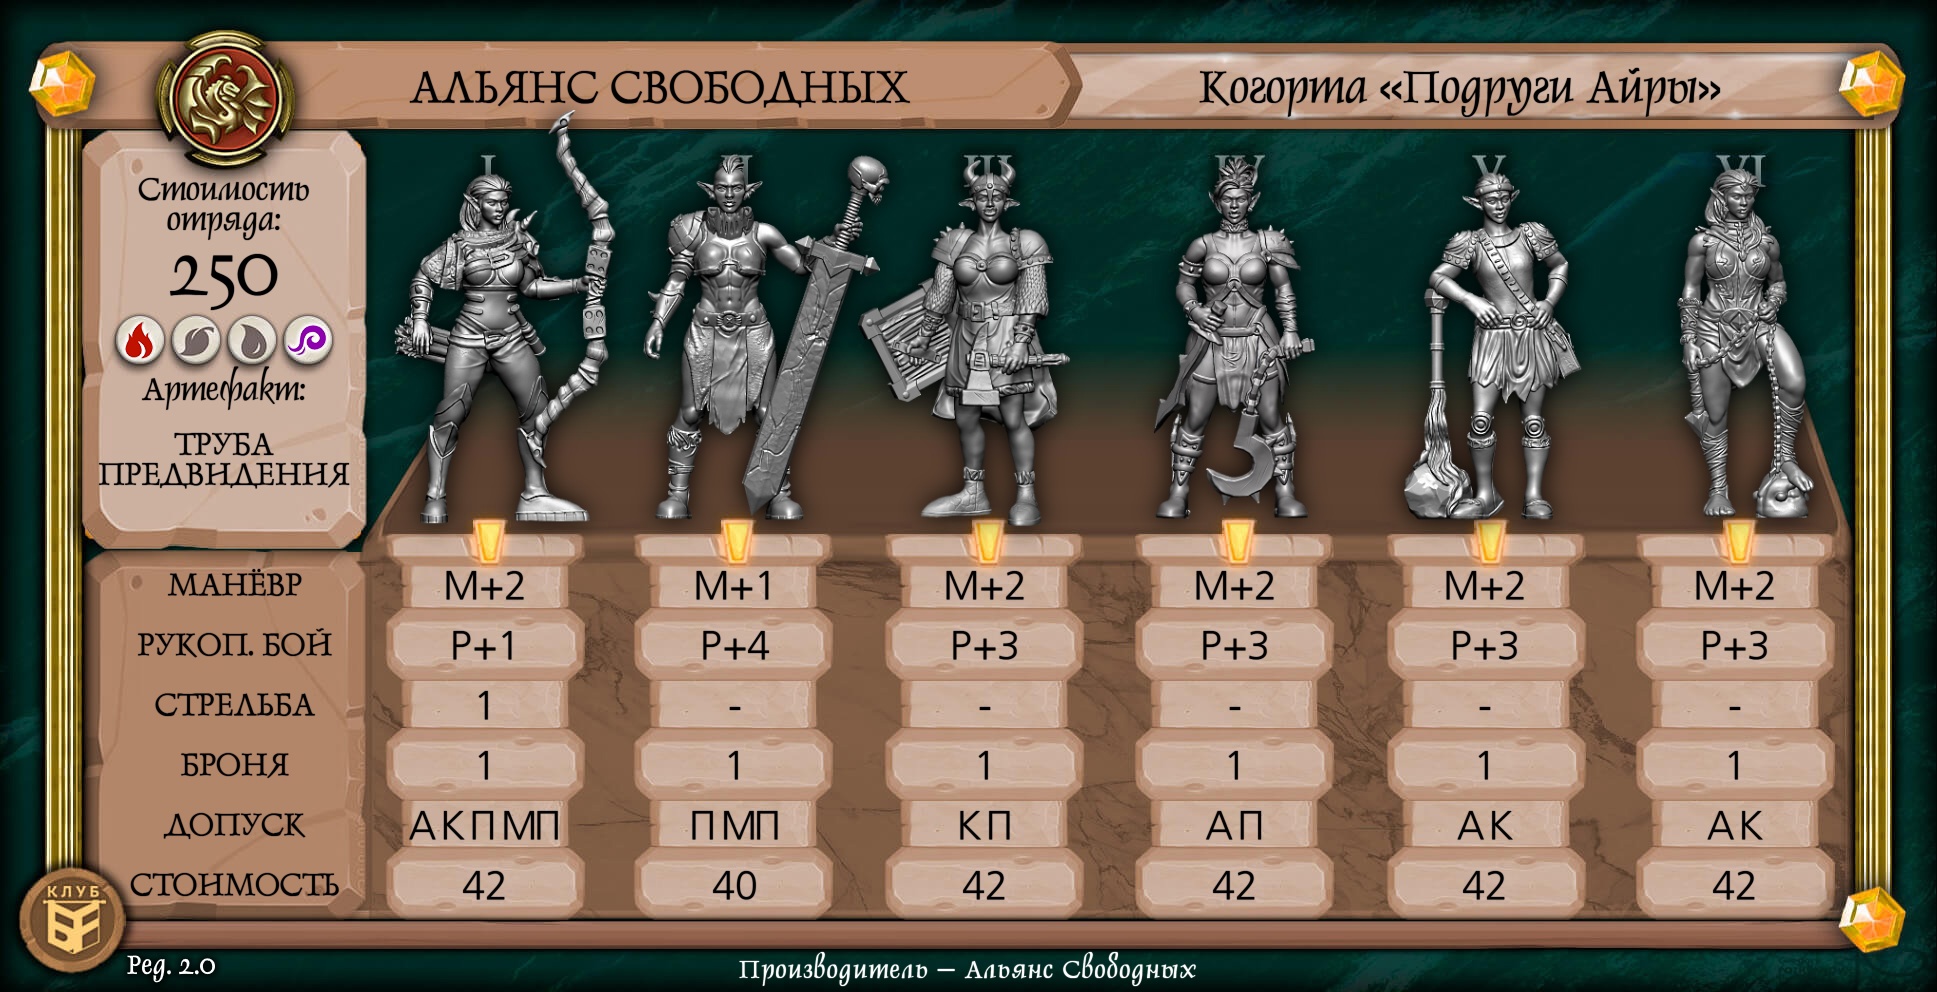 АЛЬЯНС СВОБОДНЫХ
Когорта «Подруги Айры»
Стоимость
отряда:
250
Артефакт:
ТРУБА
ПРЕДВИДЕНИЯ
I II III IV V VI
МАНЁВР M+2 M+1 M+2 M+2 M+2 M+2
РУКОП. БОЙ P+1 P+4 P+3 P+3 P+3 P+3
СТРЕЛЬБА 1 - - - - -
БРОНЯ 1 1 1 1 1 1
ДОПУСК АКПМП ПМП КП АП АК АК
СТОИМОСТЬ 42 40 42 42 42 42
КЛУБ
БГ
Ред. 2.0
Производитель – Альянс Свободных